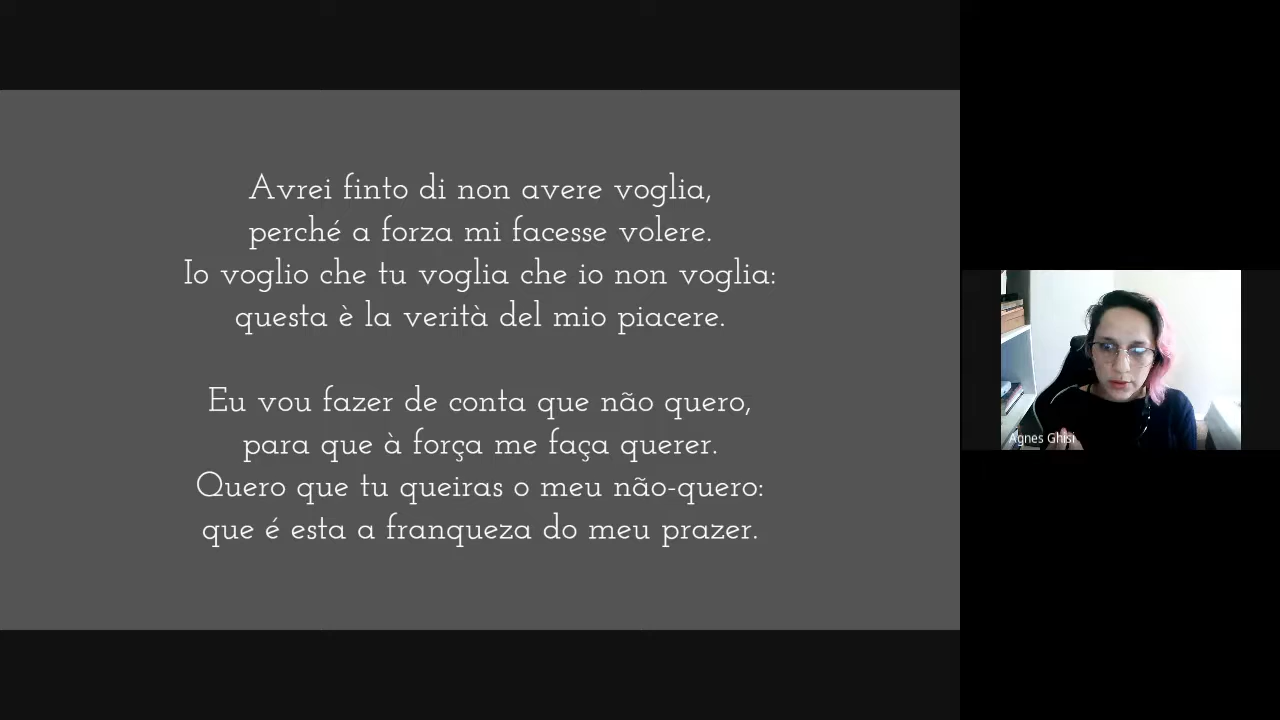 Avrei finto di non avere voglia,
perché a forza mi facesse volere.
Io voglio che tu voglia che io non voglia:
questa è la verità del mio piacere.
Eu vou fazer de conta que não quero,
para que à força me faça querer.
Quero que tu queiras o meu não-quero:
que é esta a franqueza do meu prazer.
Agnes Ghisi